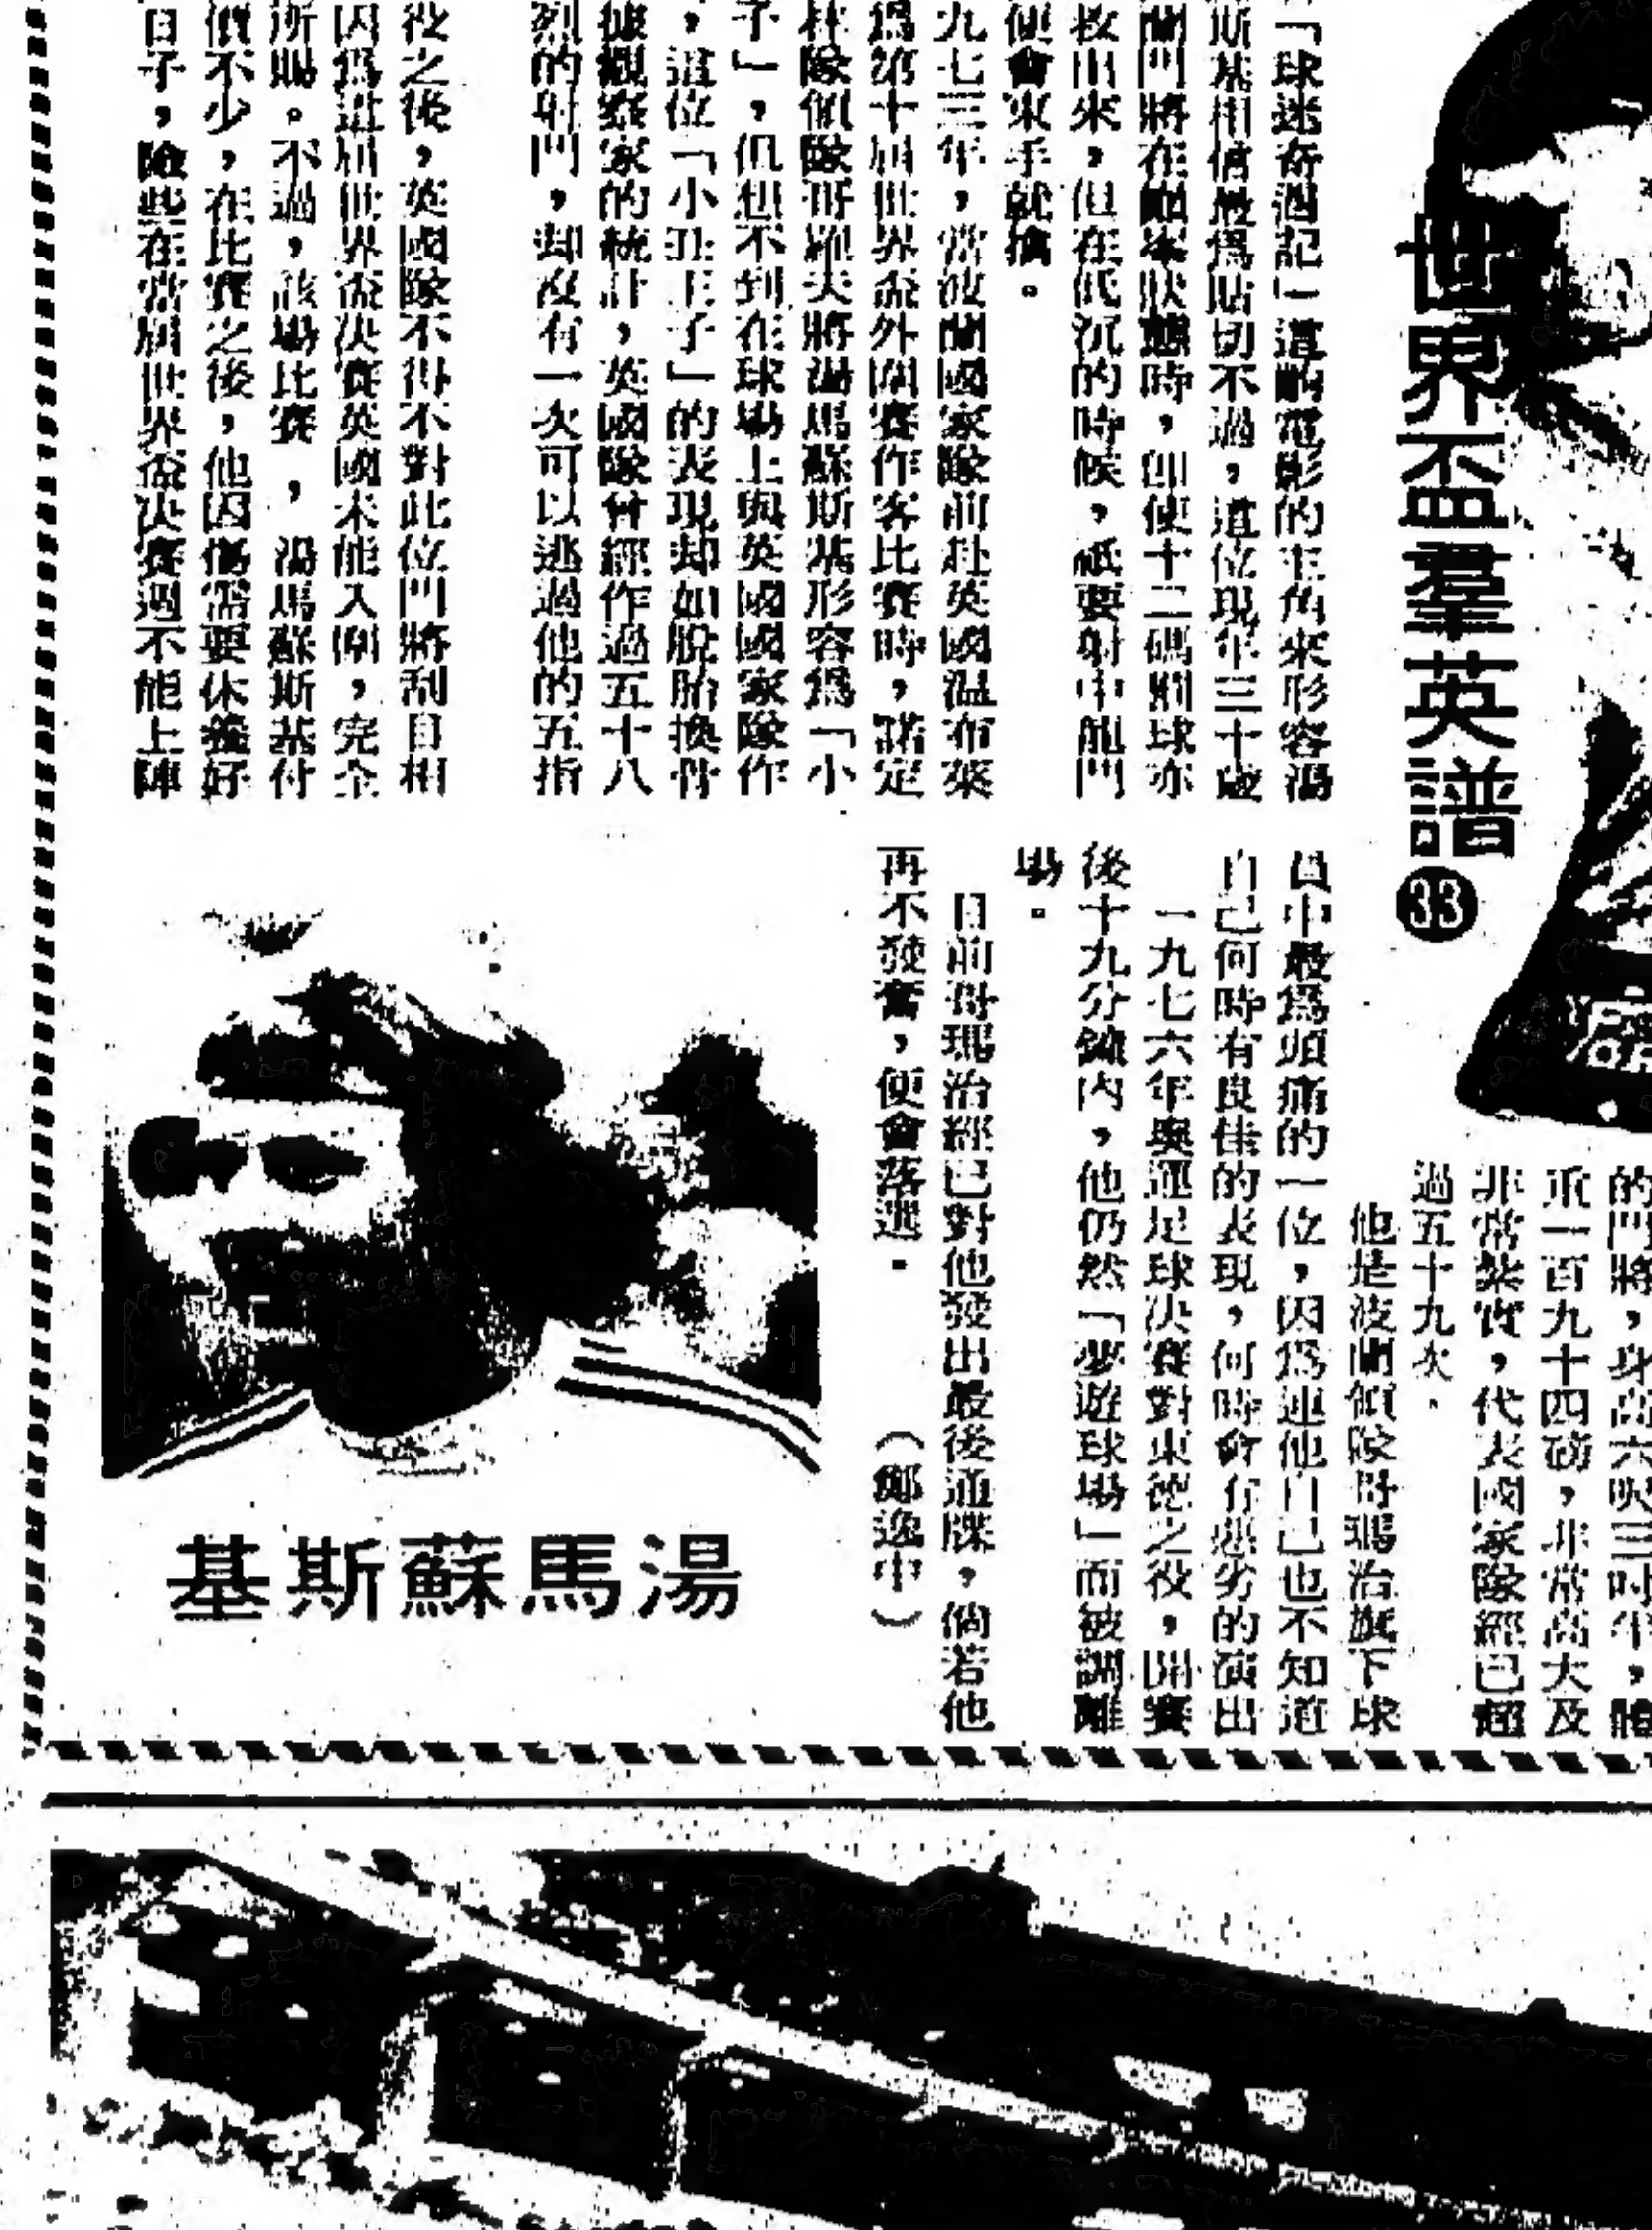 世界盃羣英譜
33
的門將，身高六呎三吋年，體
重一百九十四磅，非常高大及
非常紮實，代表國家隊經已超
過五十九次．
他是波蘭領隊哥瑪治旗下球
員中最爲頭痛的一位，因爲連他自己也不知道
自己何時有良佳的表現，何時會有惡劣的演出
一九七六年奧運足球決賽對東德之役，開賽
後十九分鐘內，他仍然「夢遊球場」而被調離
場。
目前哥瑪治經已對他發出最後通牒，倘若他
再不發奮，便會落選．
（鄭逸中）
「球迷奇遇記」這齣電影的主角來形容湯
斯基相信最爲貼切不過，這位現年三十歲
蘭門將在巔峯狀態時，卽使十二碼罰球亦
救出來，但在低沉的時候，祇要射中龍門
便會束手就擒。
九七三年，當波蘭國家隊前赴英國温布萊
爲第十屆世界盃外圍賽作客比賽時，諾定
林隊領隊哥羅夫將湯馬蘇斯基形容爲「小
子」，但想不到在球場上與英國國家隊作
，這位「小丑王子」的表現却如脫胎換骨
據觀察家的統計，英國隊曾經作過五十八
烈的射門，却沒有一次可以逃過他的五指
役之後，英國隊不得不對此位門將刮目相
因爲這屆世界盃決賽英國未能入圍，完全
所賜。不過，該場比賽，湯馬蘇斯基付
價不少，在比賽之後，他因傷需要休養好
日子，險些在當屆世界盃決賽週不能上陣
基斯蘇馬湯